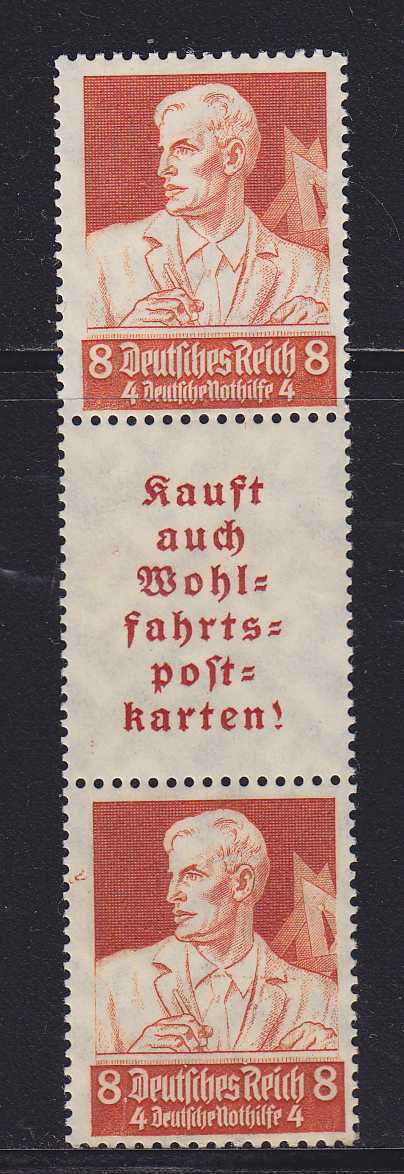 8 Deutsches Reich 8
4 Deutsche Nothilfe 4
Kauft
auch
Wohl=
fahrts=
post=
karten!
8 Deutsches Reich 8
4 Deutsche Nothilfe 4